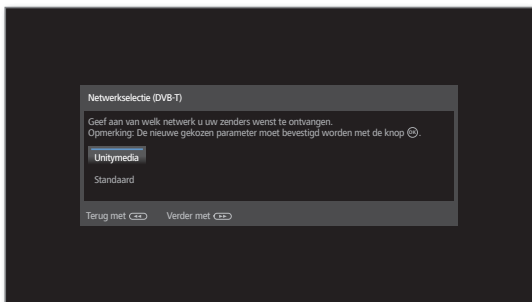 Netwerkselectie (DVB-T)
Geef aan van welk netwerk u uw zenders wenst te ontvangen.
Opmerking: De nieuwe gekozen parameter moet bevestigd worden met de knop OK.
Unitymedia
Standaard
Terug met Verder met